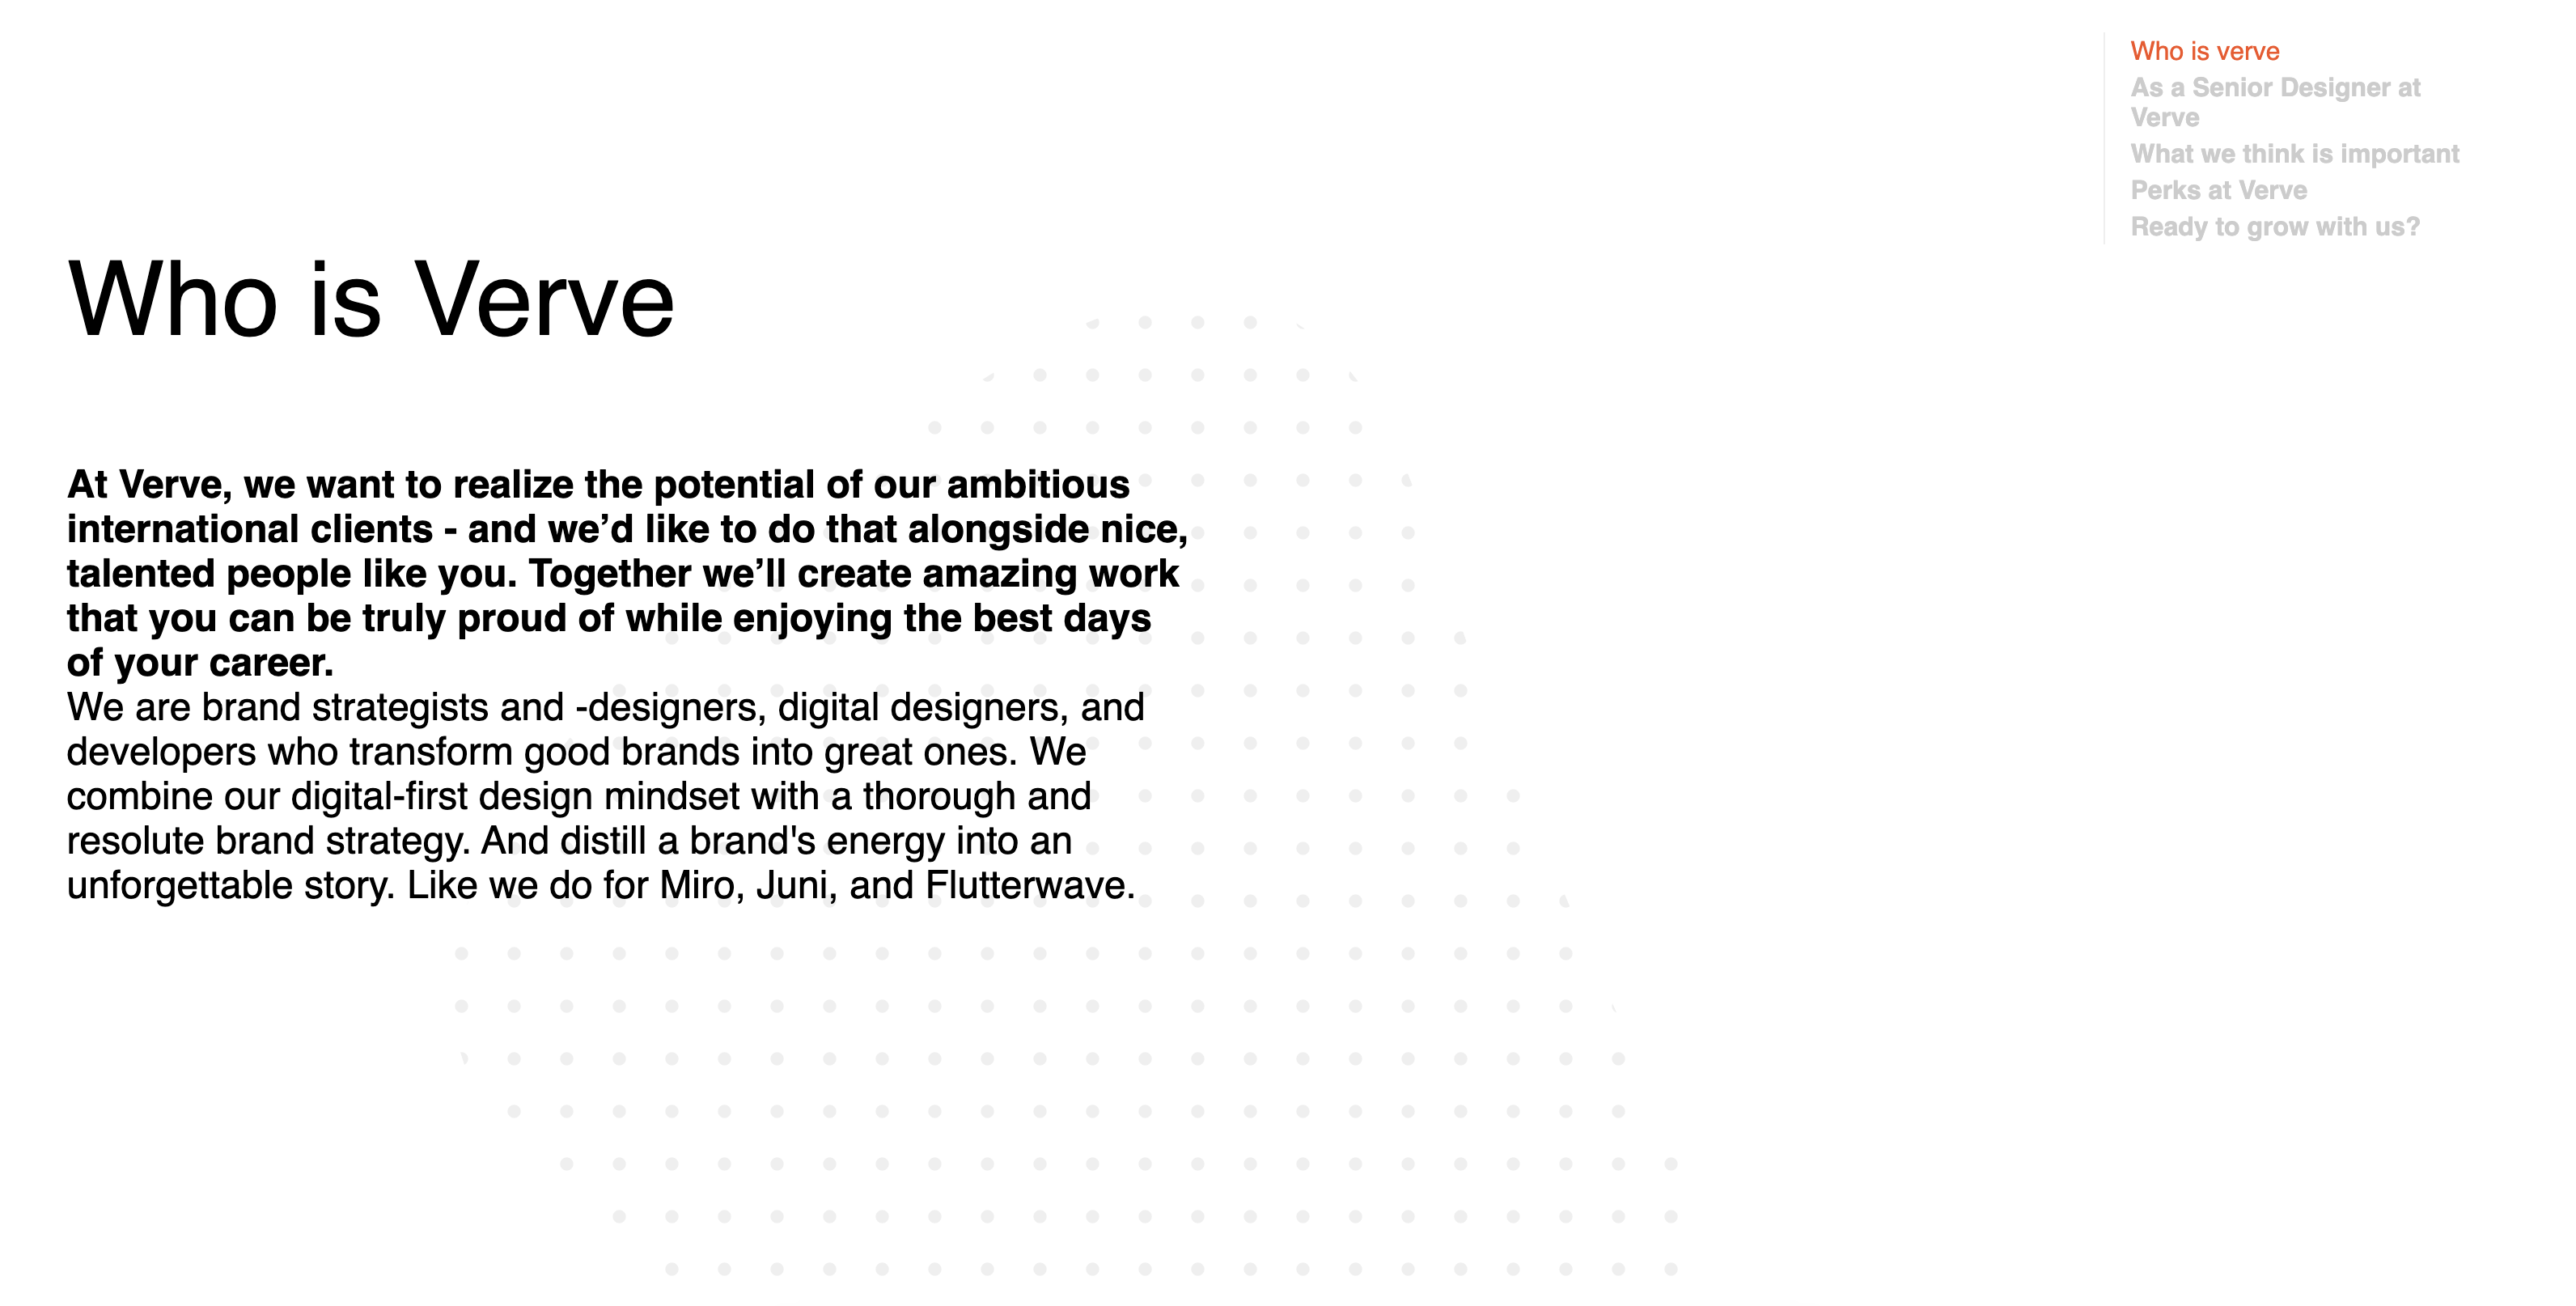 Who is verve
As a Senior Designer at
Verve
What we think is important
Perks at Verve
Ready to grow with us?
Who is Verve
At Verve, we want to realize the potential of our ambitious
international clients - and we’d like to do that alongside nice,
talented people like you. Together we’ll create amazing work
that you can be truly proud of while enjoying the best days
of your career.
We are brand strategists and -designers, digital designers, and
developers who transform good brands into great ones. We
combine our digital-first design mindset with a thorough and
resolute brand strategy. And distill a brand's energy into an
unforgettable story. Like we do for Miro, Juni, and Flutterwave.